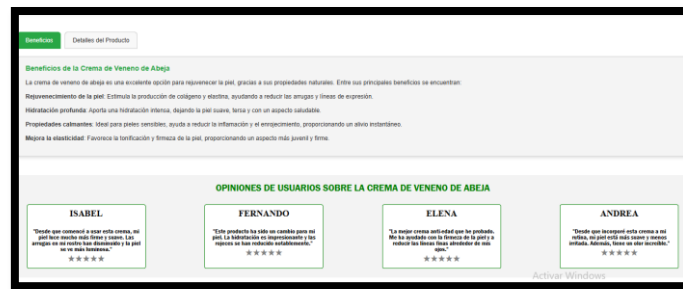 Beneficios
Detalles del Producto
Beneficios de la Crema de Veneno de Abeja
La crema de veneno de abeja es una excelente opción para rejuvenecer la piel, gracias a sus propiedades naturales. Entre sus principales beneficios se encuentran:
Rejuvenecimiento de la piel: Estimula la producción de colágeno y elastina, ayudando a reducir las arrugas y líneas de expresión.
Hidratación profunda: Aporta una hidratación intensa, dejando la piel suave, tersa y con un aspecto saludable.
Propiedades calmantes: Ideal para pieles sensibles, ayuda a reducir la inflamación y el enrojecimiento, proporcionando un alivio instantáneo.
Mejora la elasticidad: Favorece la tonificación y firmeza de la piel, proporcionando un aspecto más juvenil y firme.
OPINIONES DE USUARIOS SOBRE LA CREMA DE VENENO DE ABEJA
ISABEL
"Desde que comencé a usar esta crema, mi
piel luce mucho más firme y suave. Las
arrugas en mi rostro han disminuido y la piel
se ve más luminosa."
★★★★★
FERNANDO
"Este producto ha sido un cambio para mi
piel. La hidratación es impresionante y las
rojeces se han reducido notablemente."
★★★★★
ELENA
"La mejor crema anti-edad que he probado.
Me ha ayudado con la firmeza de la piel y a
reducir las líneas finas alrededor de mis
ojos."
★★★★★
ANDREA
"Desde que incorporé esta crema a mi
rutina, mi piel está más suave y menos
irritada. Además, tiene un olor increíble."
★★★★★
Activar Windows